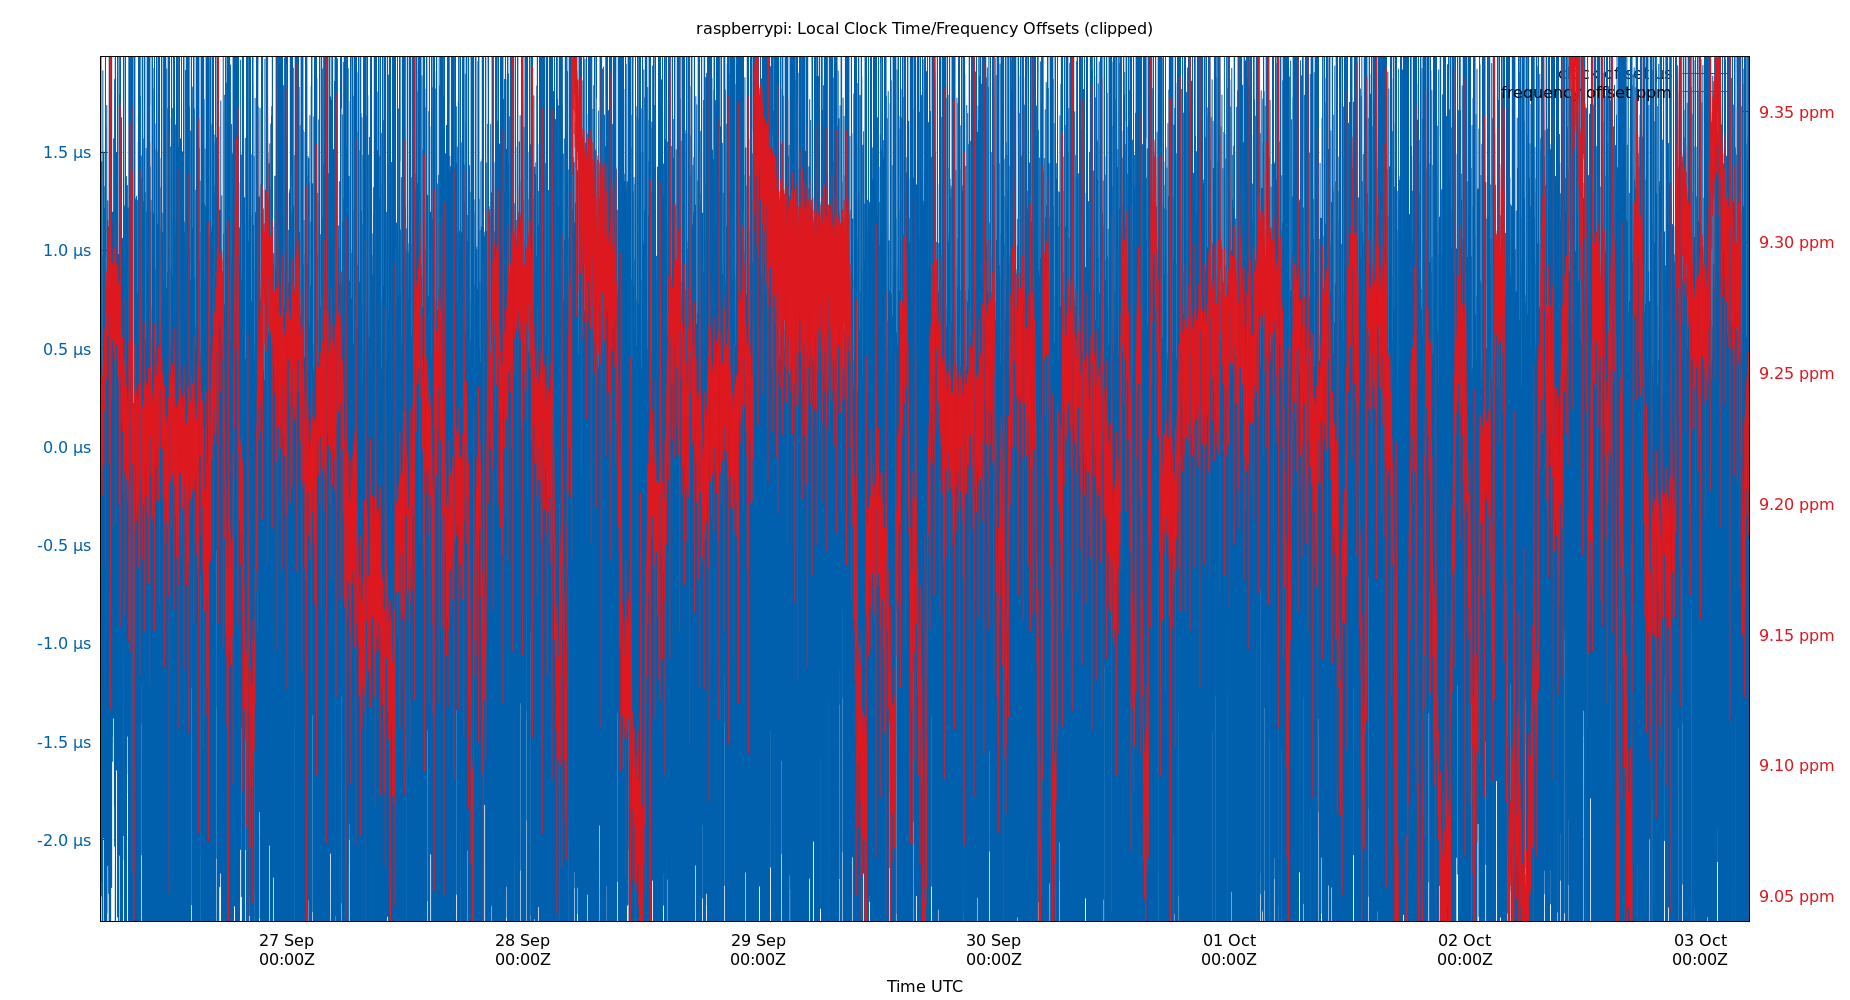 raspberrypi: Local Clock Time/Frequency Offsets (clipped)
clock offset µs
frequency offset ppm
1.5 µs
1.0 µs
0.5 µs
0.0 µs
-0.5 µs
-1.0 µs
-1.5 µs
-2.0 µs
9.35 ppm
9.30 ppm
9.25 ppm
9.20 ppm
9.15 ppm
9.10 ppm
9.05 ppm
27 Sep 28 Sep 29 Sep 30 Sep 01 Oct 02 Oct 03 Oct
00:00Z 00:00Z 00:00Z 00:00Z 00:00Z 00:00Z 00:00Z
Time UTC